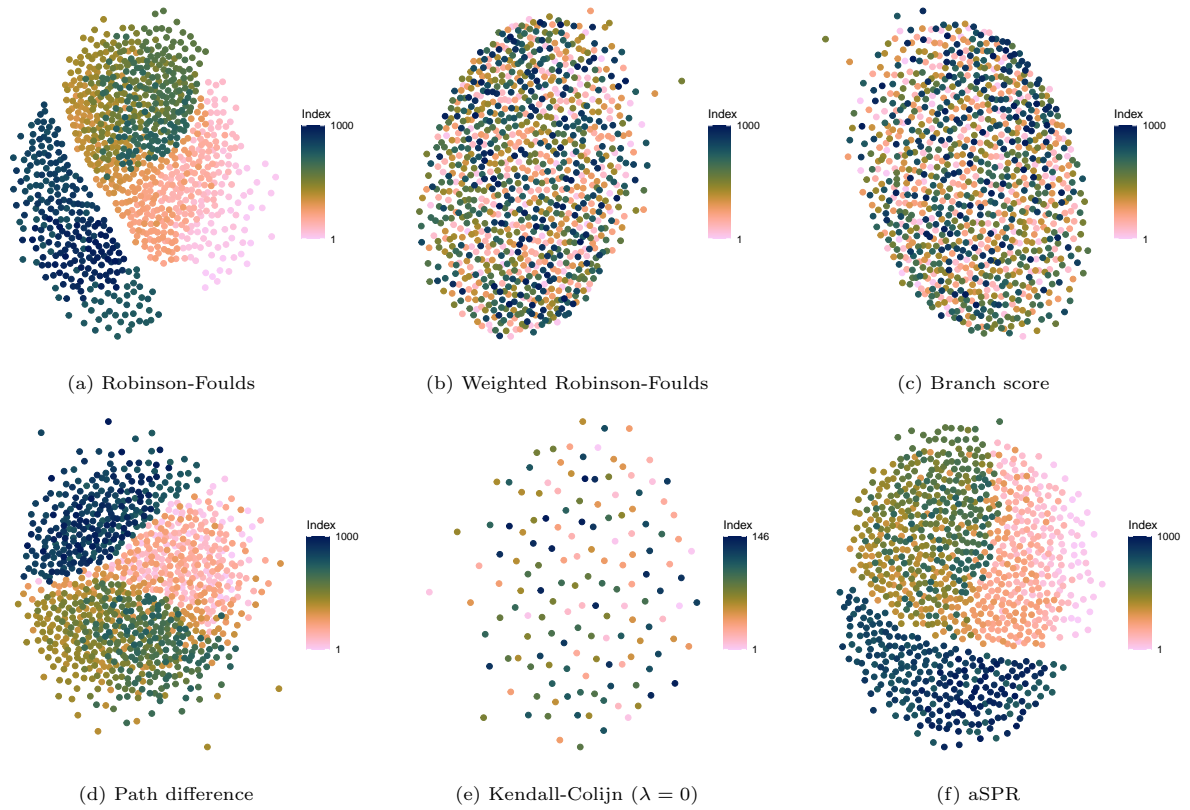 Index
1000
1
Index
1000
1
Index
1000
1
(a) Robinson-Foulds
(b) Weighted Robinson-Foulds
(c) Branch score
Index
1000
1
Index
146
1
Index
1000
1
(d) Path difference
(e) Kendall-Colijn (λ = 0)
(f) aSPR